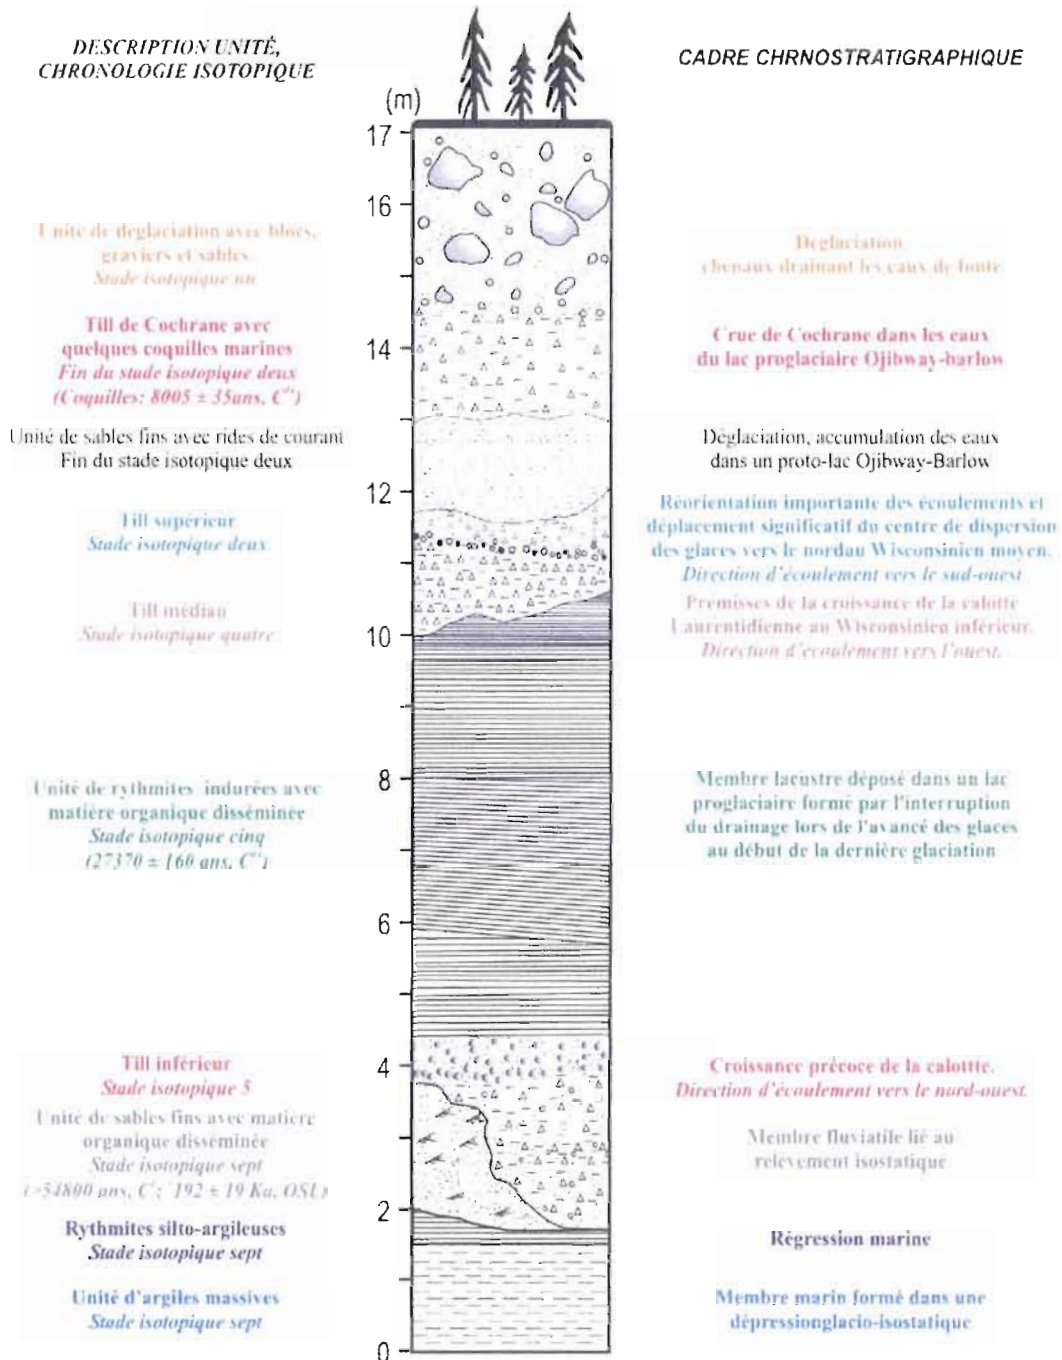 DESCRIPTION UNITÉ,
CHRONOLOGIE ISOTOPIQUE
CADRE CHRNOSTRATIGRAPHIQUE
(m)
17
16
14
12
10
8
6
4
2
0
Unité de déglaciation avec blocs,
graviers et sables
Stade isotopique un
Till de Cochrane avec
quelques coquilles marines
Fin du stade isotopique deux
(Coquilles: 8005 ± 35ans, C¹⁴)
Unité de sables fins avec rides de courant
Fin du stade isotopique deux
Till supérieur
Stade isotopique deux
Till médian
Stade isotopique quatre
Unité de rythmites indurées avec
matière organique disséminée
Stade isotopique cinq
(27370 ± 160 ans, C¹⁴)
Till inférieur
Stade isotopique 5
Unité de sables fins avec matière
organique disséminée
Stade isotopique sept
(>54800 ans, 192 ± 19 Ka, OSL)
Rythmites silto-argileuses
Stade isotopique sept
Unité d'argiles massives
Stade isotopique sept
Déglaciation
chenaux drainant les eaux de fonte
Crue de Cochrane dans les eaux
du lac proglaciaire Ojibway-barlow
Déglaciation, accumulation des eaux
dans un proto-lac Ojibway-Barlow
Réorientation importante des écoulements et
déplacement significatif du centre de dispersion
des glaces vers le nordau Wisconsinien moyen.
Direction d'écoulement vers le sud-ouest
Prémisses de la croissance de la calotte
Laurentidienne au Wisconsinien inférieur.
Direction d'écoulement vers l'ouest.
Membre lacustre déposé dans un lac
proglaciaire formé par l'interruption
du drainage lors de l'avancé des glaces
au début de la dernière glaciation
Croissance précoce de la calottte.
Direction d'écoulement vers le nord-ouest.
Membre fluviatile lié au
relèvement isostatique
Régression marine
Membre marin formé dans une
dépressionglacio-isostatique